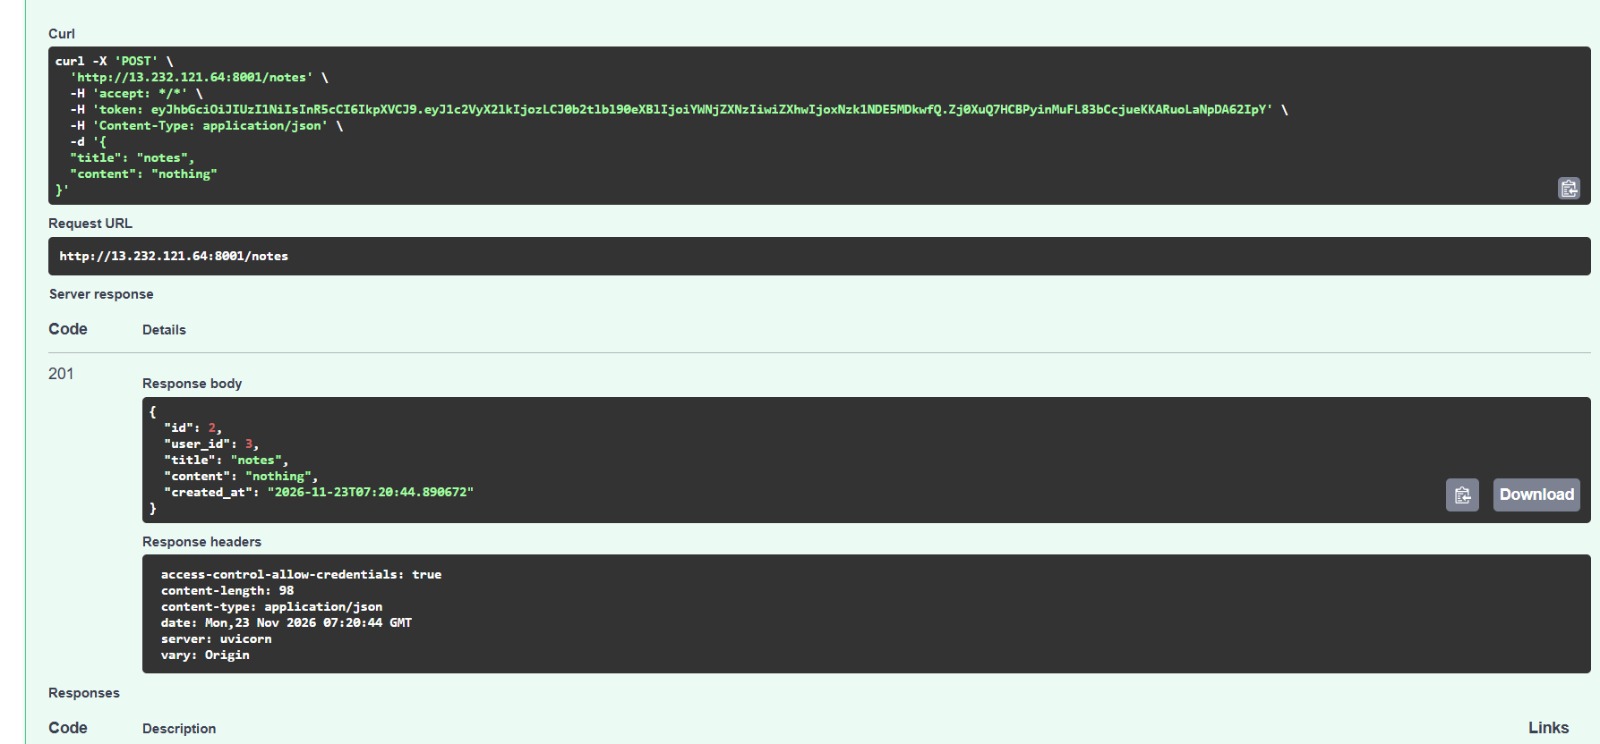 Curl
curl -X 'POST' \
'http://13.232.121.64:8001/notes' \
-H 'accept: */*' \
-H 'token: eyJhbGciOiJIUzI1NiIsInR5cCI6IkpXVCJ9.eyJ1c2VyX2lkIjozLCJ0b2tlbl90eXBlIjoiYWNjZXNzIiwiZXhwIjoxNzk1NDE5MDkwfQ.Zj0XuQ7HCBPyinMuFL83bCcjueKKARuoLaNpDA62IpY' \
-H 'Content-Type: application/json' \
-d '{
"title": "notes",
"content": "nothing"
}'
Request URL
http://13.232.121.64:8001/notes
Server response
Code Details
201
Response body
{
"id": 2,
"user_id": 3,
"title": "notes",
"content": "nothing",
"created_at": "2026-11-23T07:20:44.890672"
}
Download
Response headers
access-control-allow-credentials: true
content-length: 98
content-type: application/json
date: Mon,23 Nov 2026 07:20:44 GMT
server: uvicorn
vary: Origin
Responses
Code Description Links